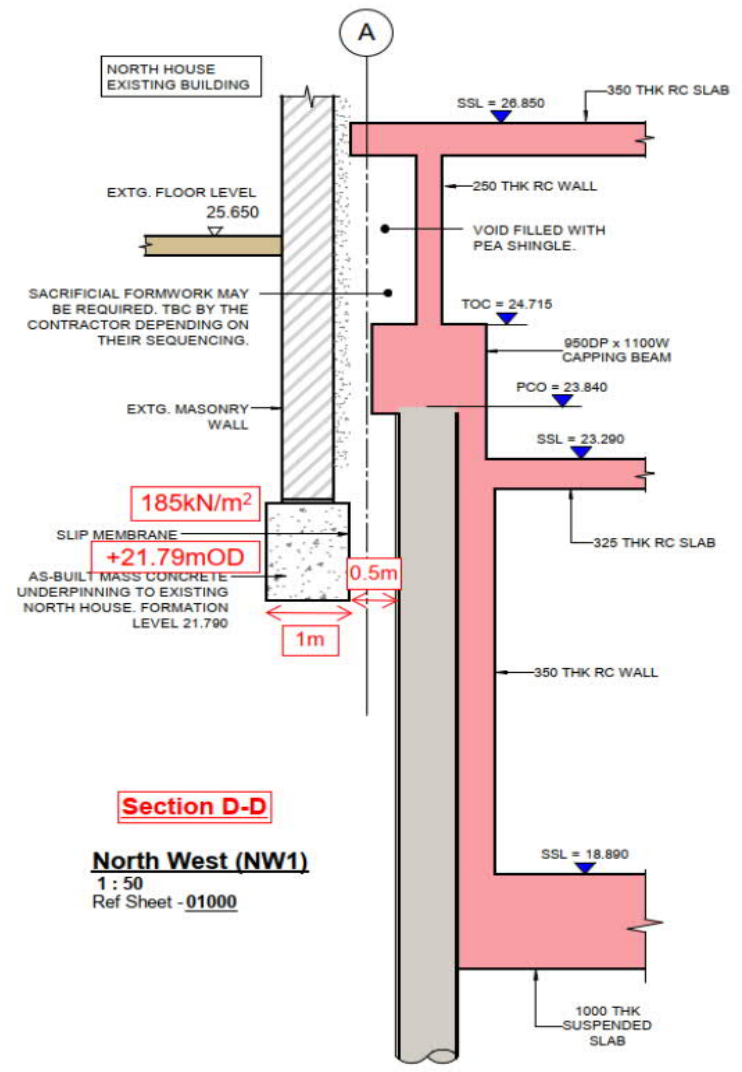 A
NORTH HOUSE
EXISTING BUILDING
SSL = 26.850
350 THK RC SLAB
EXTG. FLOOR LEVEL
25.650
250 THK RC WALL
VOID FILLED WITH
PEA SHINGLE.
SACRIFICIAL FORMWORK MAY
BE REQUIRED. TBC BY THE
CONTRACTOR DEPENDING ON
THEIR SEQUENCING.
TOC = 24.715
950DP x 1100W
CAPPING BEAM
PCO = 23.840
EXTG. MASONRY
WALL
SSL = 23.290
185kN/m²
SLIP MEMBRANE
325 THK RC SLAB
+21.79mOD
0.5m
AS-BUILT MASS CONCRETE
UNDERPINNING TO EXISTING
NORTH HOUSE. FORMATION
LEVEL 21.790
1m
350 THK RC WALL
Section D-D
North West (NW1)
1 : 50
Ref Sheet - 01000
SSL = 18.890
1000 THK
SUSPENDED
SLAB